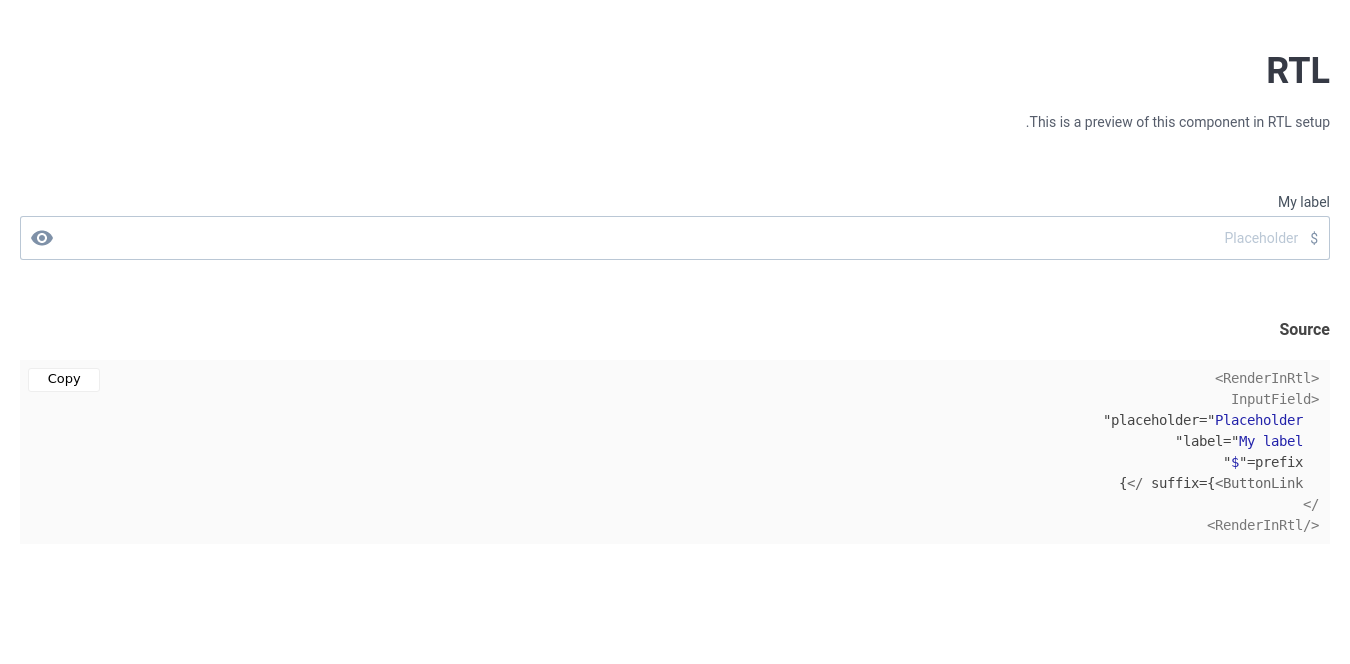 RTL
.This is a preview of this component in RTL setup
My label
Placeholder $
Source
Copy
<RenderInRtl>
InputField>
"placeholder="Placeholder
"label="My label
"$"=prefix
{</ suffix={<ButtonLink
</
<RenderInRtl/>